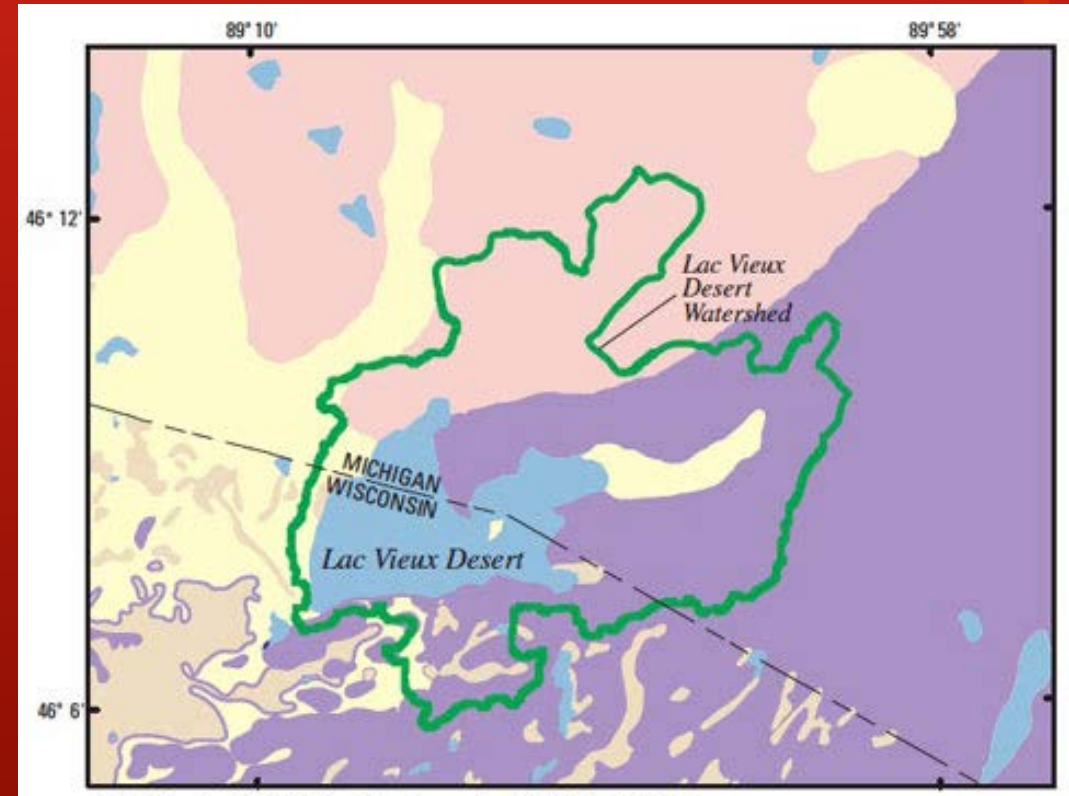 89° 10'
89° 58'
46° 12'
Lac Vieux
Desert
Watershed
MICHIGAN
WISCONSIN
Lac Vieux Desert
46° 6'